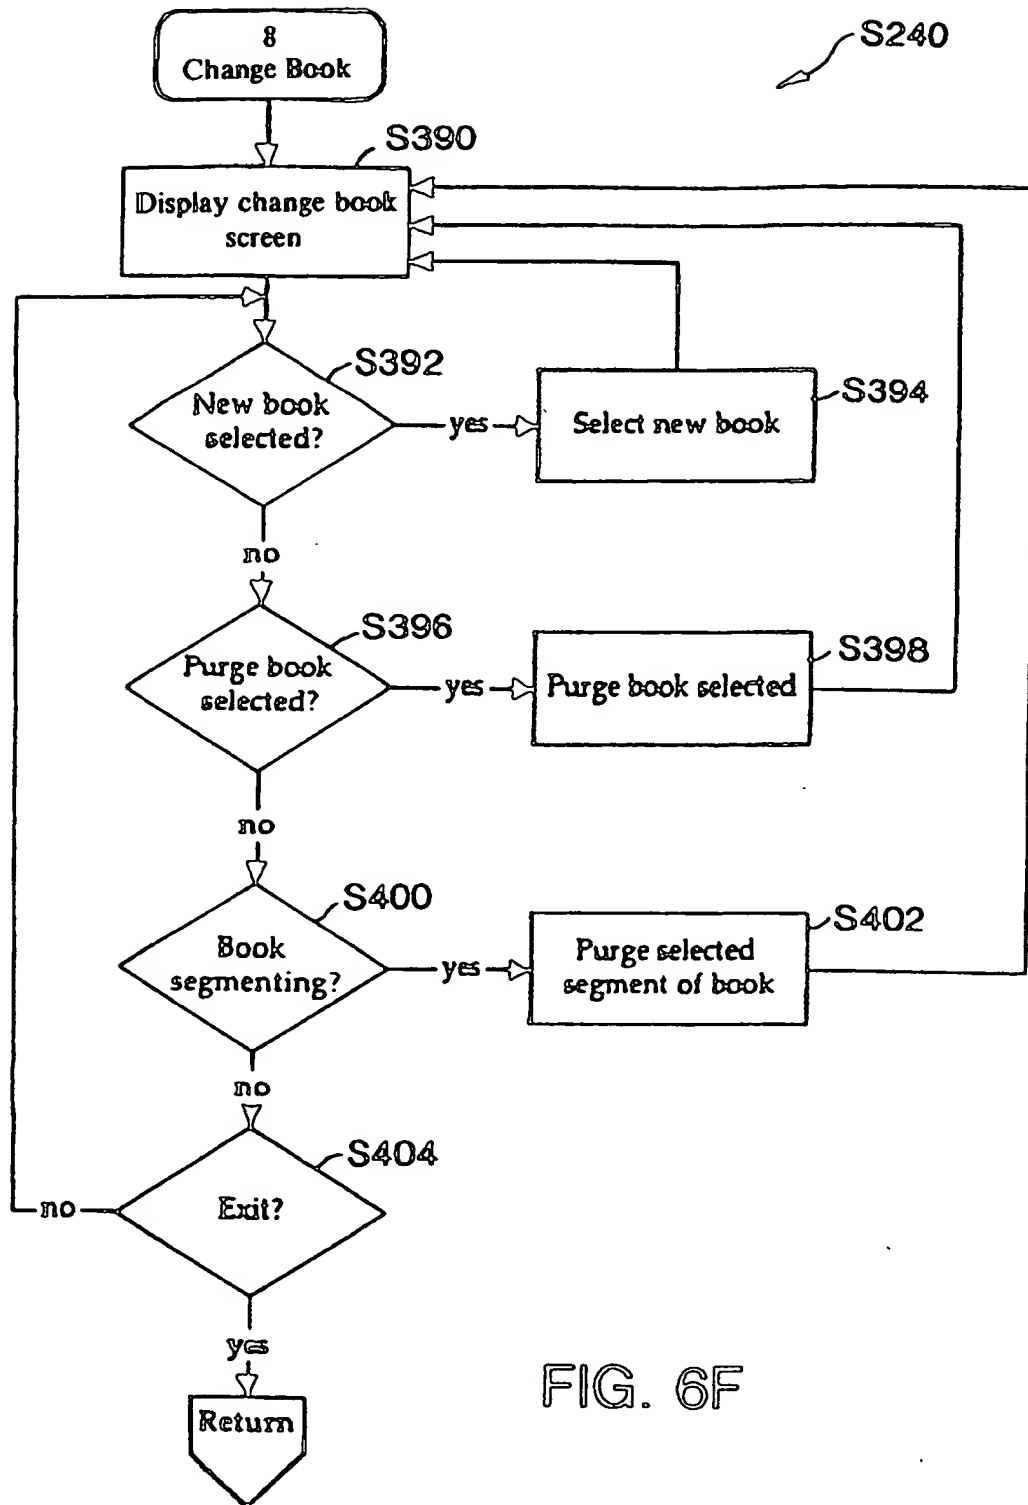 8
Change Book
S240
S390
Display change book
screen
S392
New book
selected?
yes
S394
Select new book
no
S396
Purge book
selected?
yes
S398
Purge book selected
no
S400
Book
segmenting?
yes
S402
Purge selected
segment of book
no
S404
Exit?
no
yes
Return
FIG. 6F